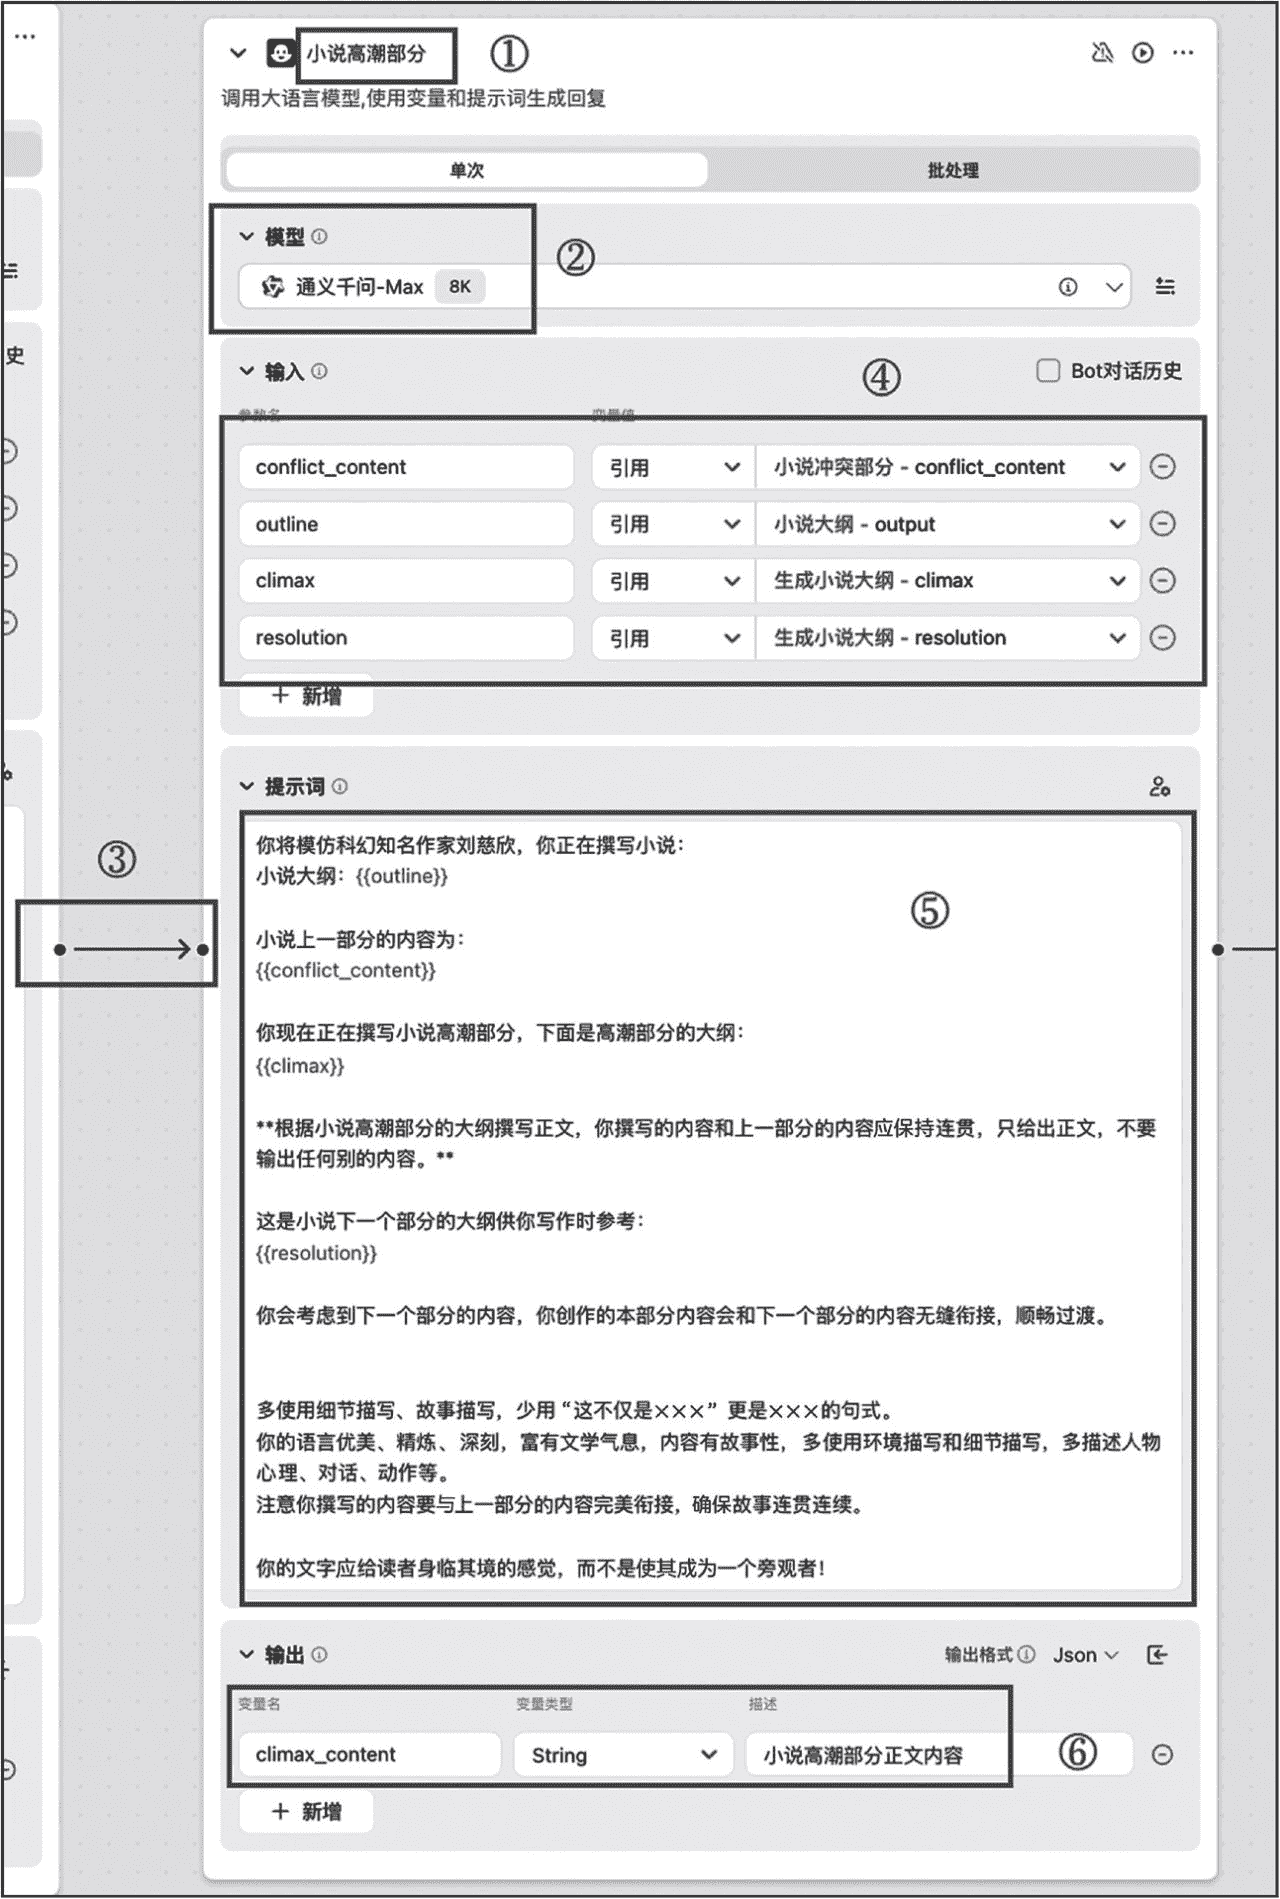 小说高潮部分 ①
调用大语言模型,使用变量和提示词生成回复
单次 批处理
模型
②
通义千问-Max 8K
史
输入 ④ Bot对话历史
参数名 变量值
conflict_content 引用 小说冲突部分 - conflict_content
outline 引用 小说大纲 - output
climax 引用 生成小说大纲 - climax
resolution 引用 生成小说大纲 - resolution
+ 新增
提示词
你将模仿科幻知名作家刘慈欣，你正在撰写小说：
小说大纲：{{outline}}
③
⑤
小说上一部分的内容为：
{{conflict_content}}
你现在正在撰写小说高潮部分，下面是高潮部分的大纲：
{{climax}}
**根据小说高潮部分的大纲撰写正文，你撰写的内容和上一部分的内容应保持连贯，只给出正文，不要
输出任何别的内容。**
这是小说下一个部分的大纲供你写作时参考：
{{resolution}}
你会考虑到下一个部分的内容，你创作的本部分内容会和下一个部分的内容无缝衔接，顺畅过渡。
多使用细节描写、故事描写，少用“这不仅是×××”更是×××的句式。
你的语言优美、精炼、深刻，富有文学气息，内容有故事性，多使用环境描写和细节描写，多描述人物
心理、对话、动作等。
注意你撰写的内容要与上一部分的内容完美衔接，确保故事连贯连续。
你的文字应给读者身临其境的感觉，而不是使其成为一个旁观者！
输出 输出格式 Json
变量名 变量类型 描述
climax_content String 小说高潮部分正文内容 ⑥
+ 新增